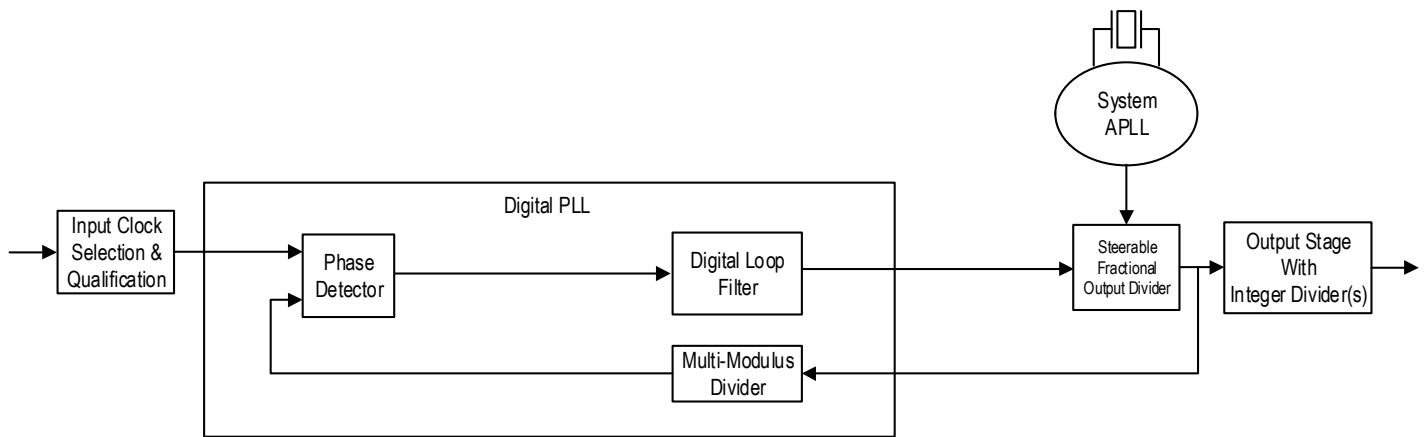 System
APLL
Digital PLL
Input Clock
Selection &
Qualification
Phase
Detector
Digital Loop
Filter
Steerable
Fractional
Output Divider
Output Stage
With
Integer Divider(s)
Multi-Modulus
Divider